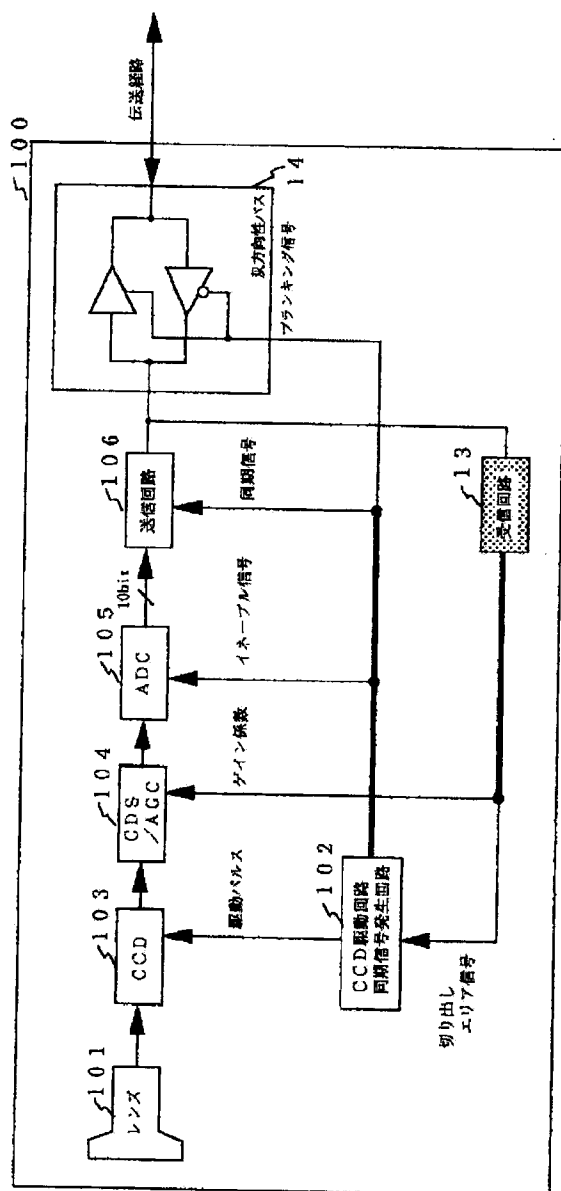 100
伝送経路
14
双方向性バス
ブランキング信号
106
送信回路
同期信号
13
受信回路
10bit
105
ADC
イネーブル信号
104
CDS
/AGC
ゲイン係数
103
CCD
駆動パルス
102
CCD駆動回路
同期信号発生回路
切り出し
エリア信号
101
レンズ